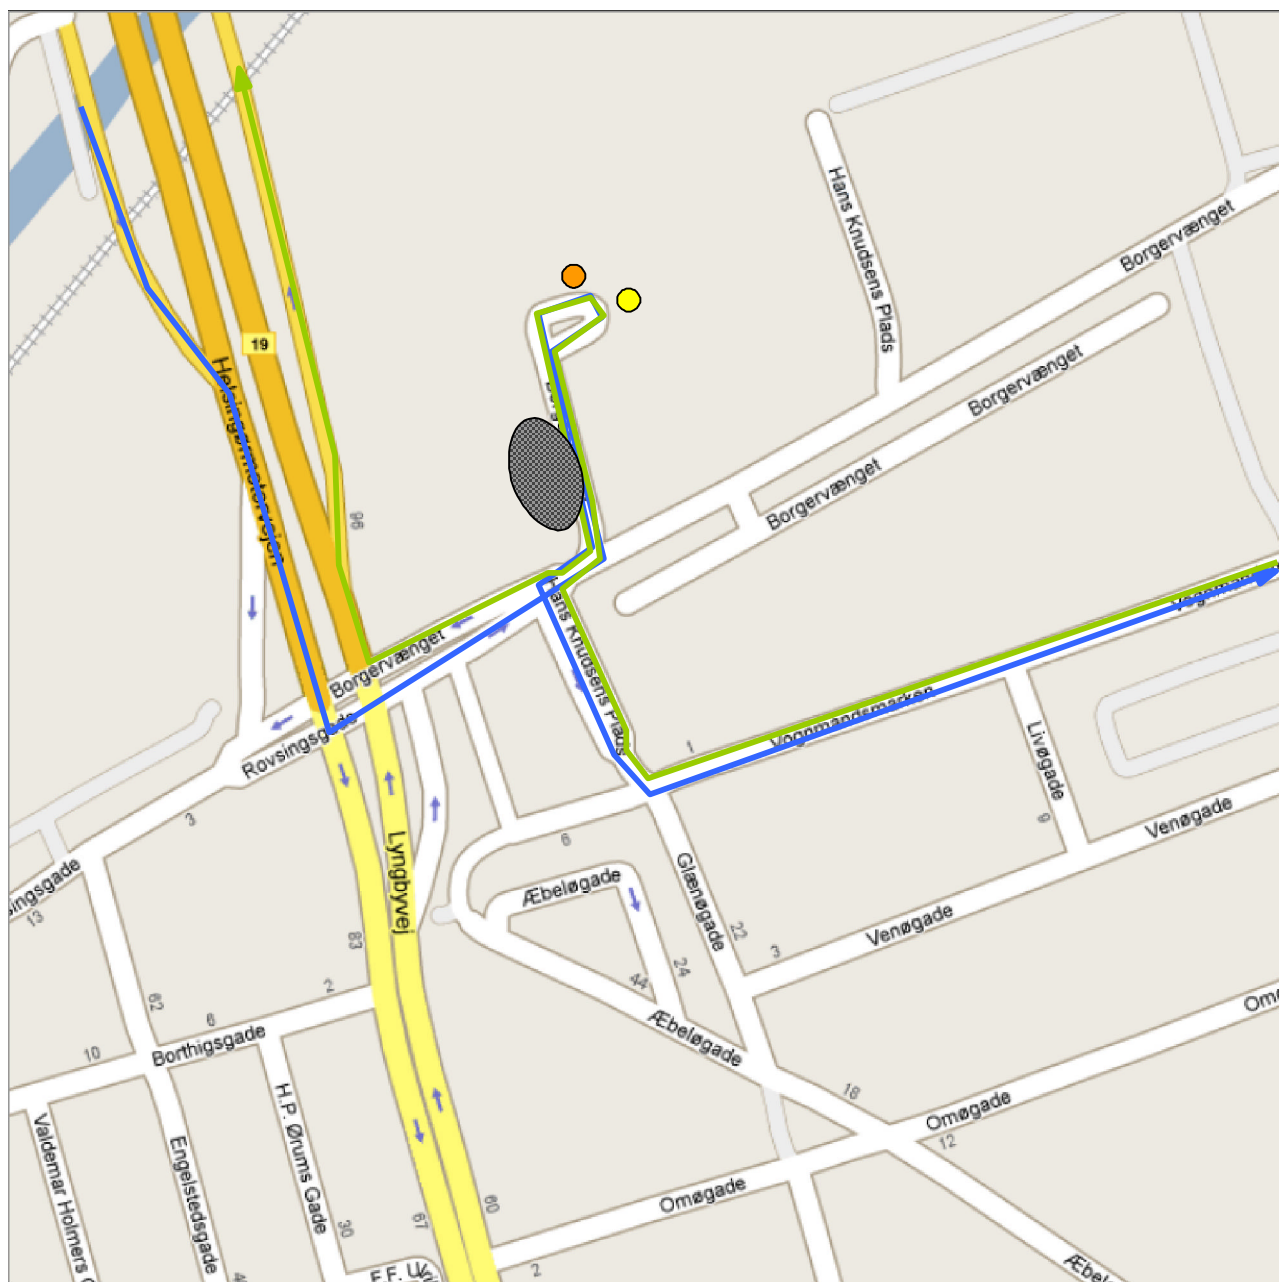 Hans Knudsens Plads
Borgervænget
19
Helsingørmotorvejen
Borgervænget
Borgervænget
96
Hans Knudsens Plads
Borgervænget
Rovsingsgade
Vognmandsmarken
1
Livøgade
9
3
6
Venøgade
Lyngbyvej
Æbeløgade
Glænøgade
13
83
22
3
Venøgade
24
44
2
62
6
Borthigsgade
10
Æbeløgade
18
Omøgade
12
H.P. Ørums Gade
Valdemar Holmers
Engelstedsgade
Omøgade
60
67
30
2